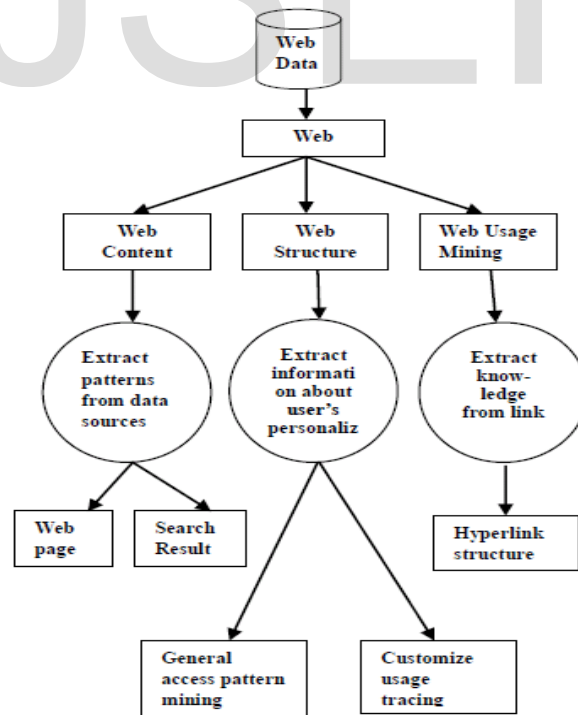 Web
Data
Web
Web
Content
Web
Structure
Web Usage
Mining
Extract
patterns
from data
sources
Extract
informati
on about
user's
personaliz
Extract
know-
ledge
from link
Web
page
Search
Result
Hyperlink
structure
General
access pattern
mining
Customize
usage
tracing